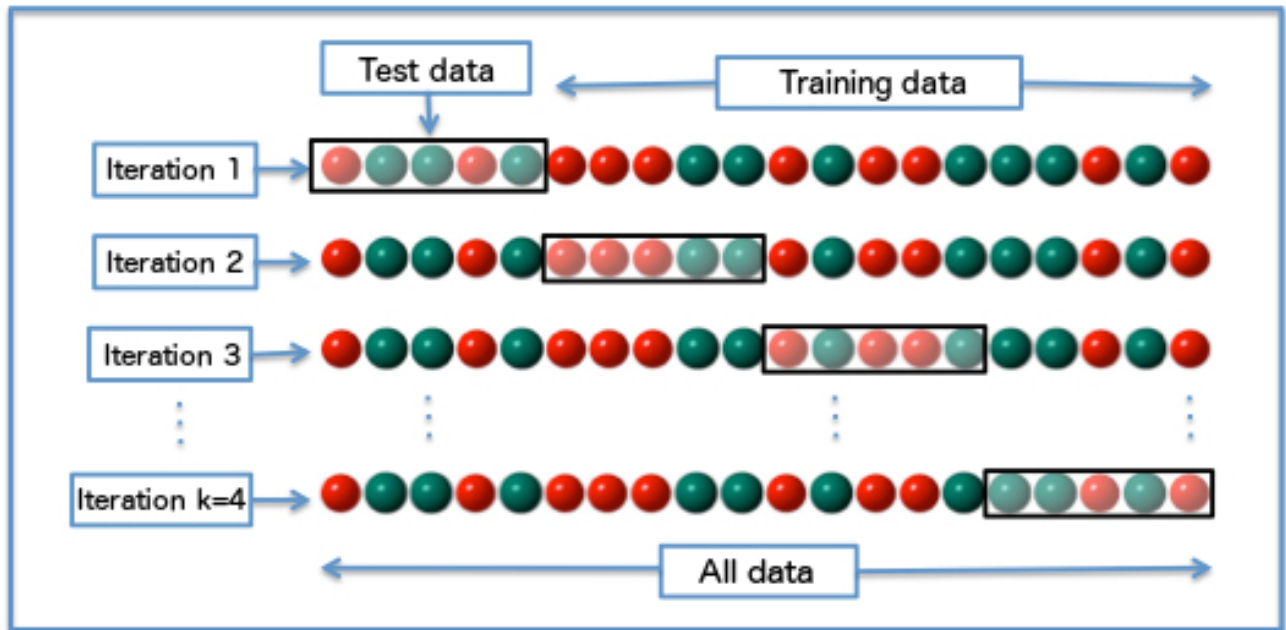 Test data
Training data
Iteration 1
Iteration 2
Iteration 3
Iteration k=4
All data